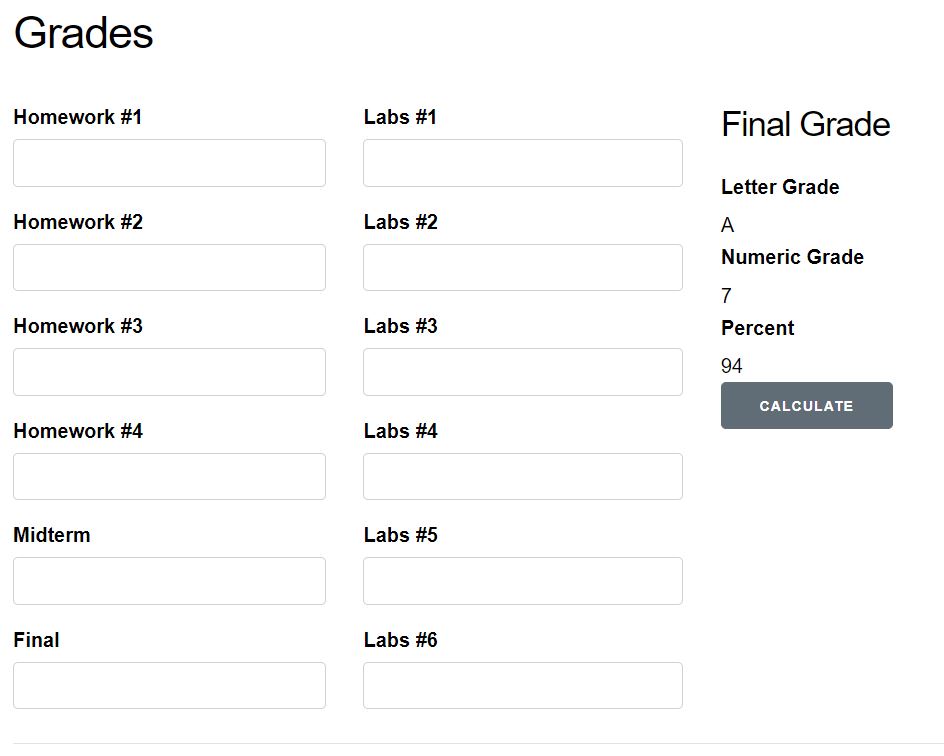 Grades
Homework #1
Labs #1
Final Grade
Homework #2
Labs #2
Letter Grade
A
Numeric Grade
7
Homework #3
Labs #3
Percent
94
CALCULATE
Homework #4
Labs #4
Midterm
Labs #5
Final
Labs #6